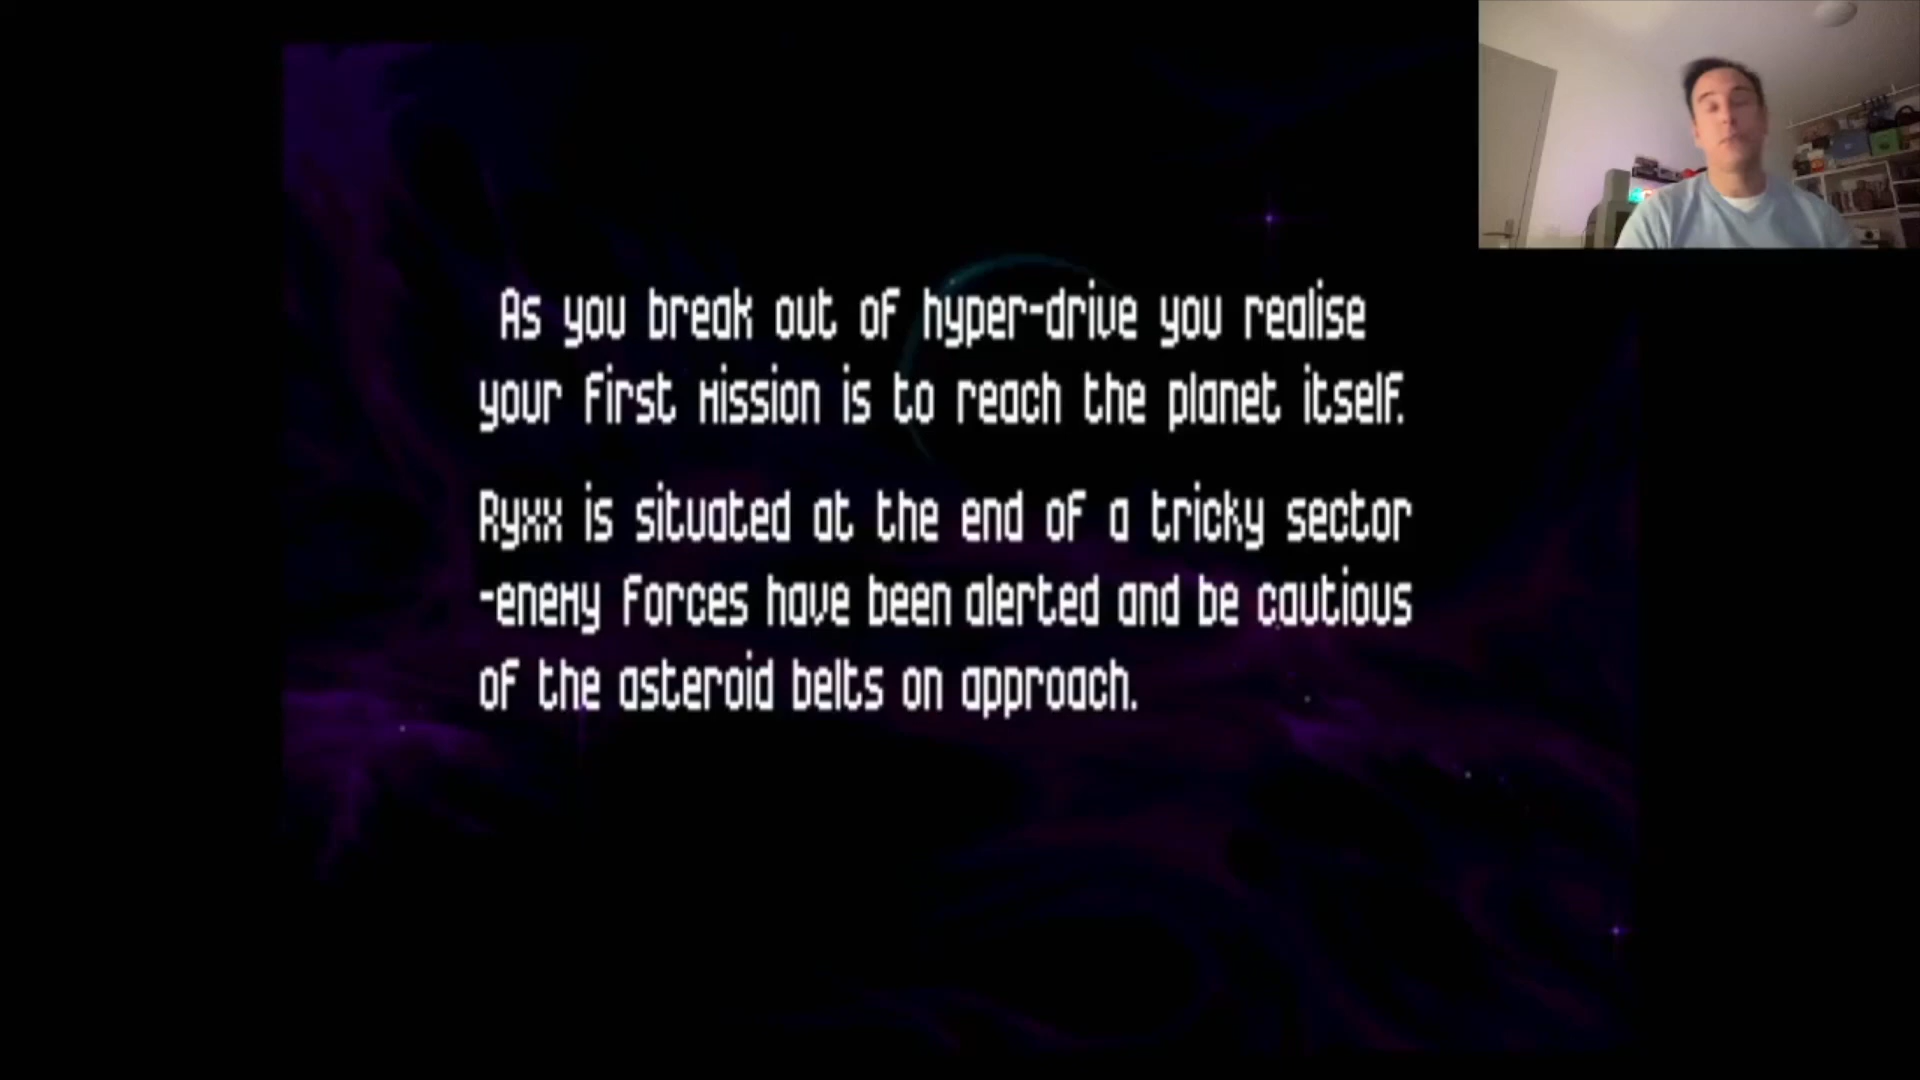 As you break out of hyper-drive you realise
your first mission is to reach the planet itself.
Ryxx is situated at the end of a tricky sector
-enemy forces have been alerted and be cautious
of the asteroid belts on approach.